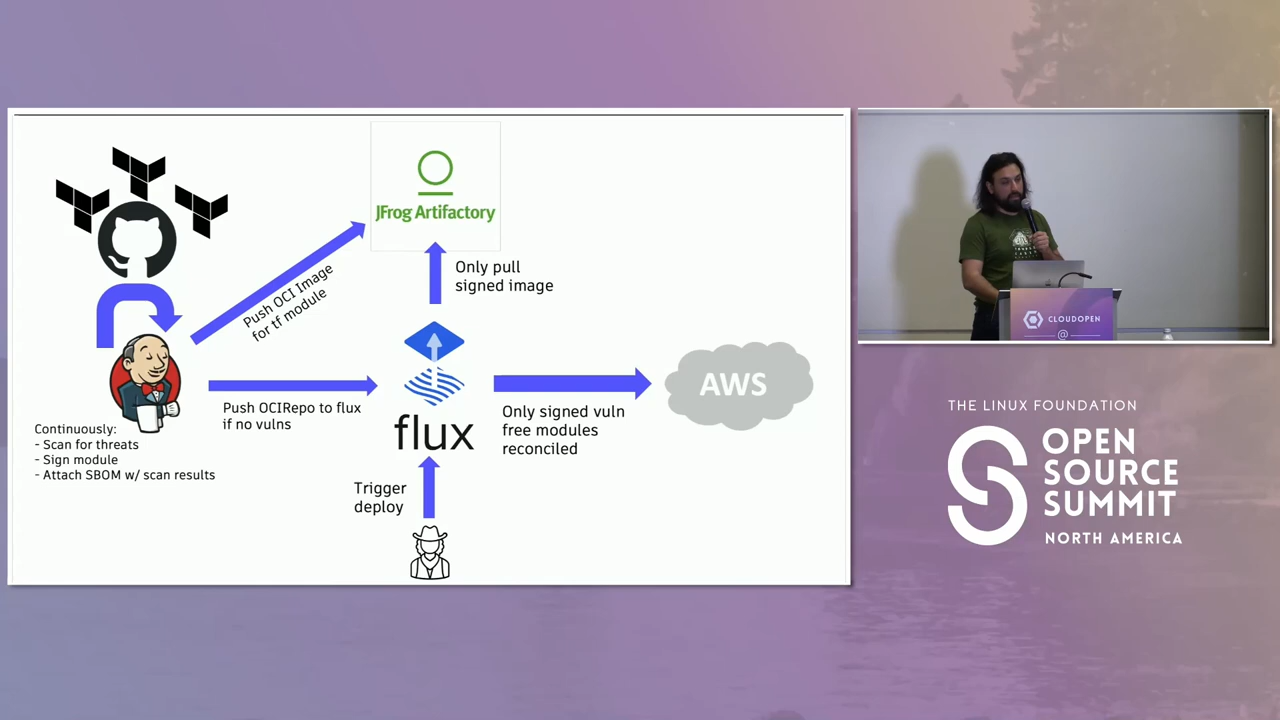 JFrog Artifactory
Only pull
signed image
Push OCI Image
for tf module
Push OCIRepo to flux
if no vulns
flux
AWS
Only signed vuln
free modules
reconciled
Continuously:
- Scan for threats
- Sign module
- Attach SBOM w/ scan results
Trigger
deploy
CLOUDOPEN
@
THE LINUX FOUNDATION
OPEN
SOURCE
SUMMIT
NORTH AMERICA